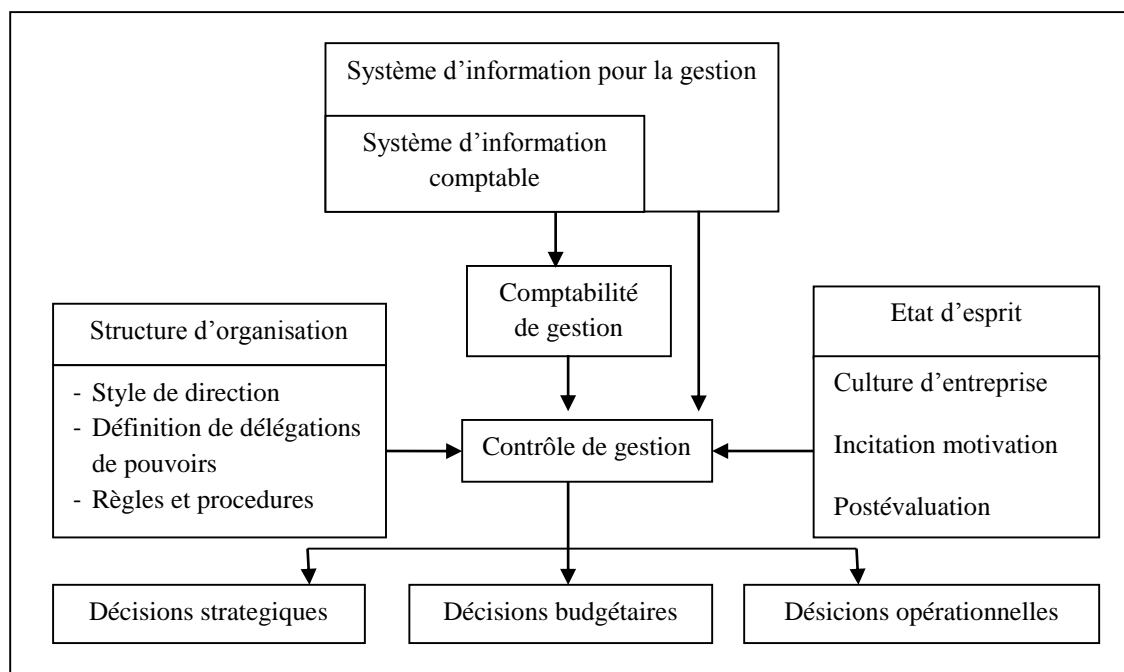 Système d’information pour la gestion
Système d’information
comptable
Comptabilité
de gestion
Structure d’organisation
- Style de direction
- Définition de délégations
de pouvoirs
- Règles et procedures
Etat d’esprit
Culture d’entreprise
Incitation motivation
Postévaluation
Contrôle de gestion
Décisions strategiques
Décisions budgétaires
Désicions opérationnelles